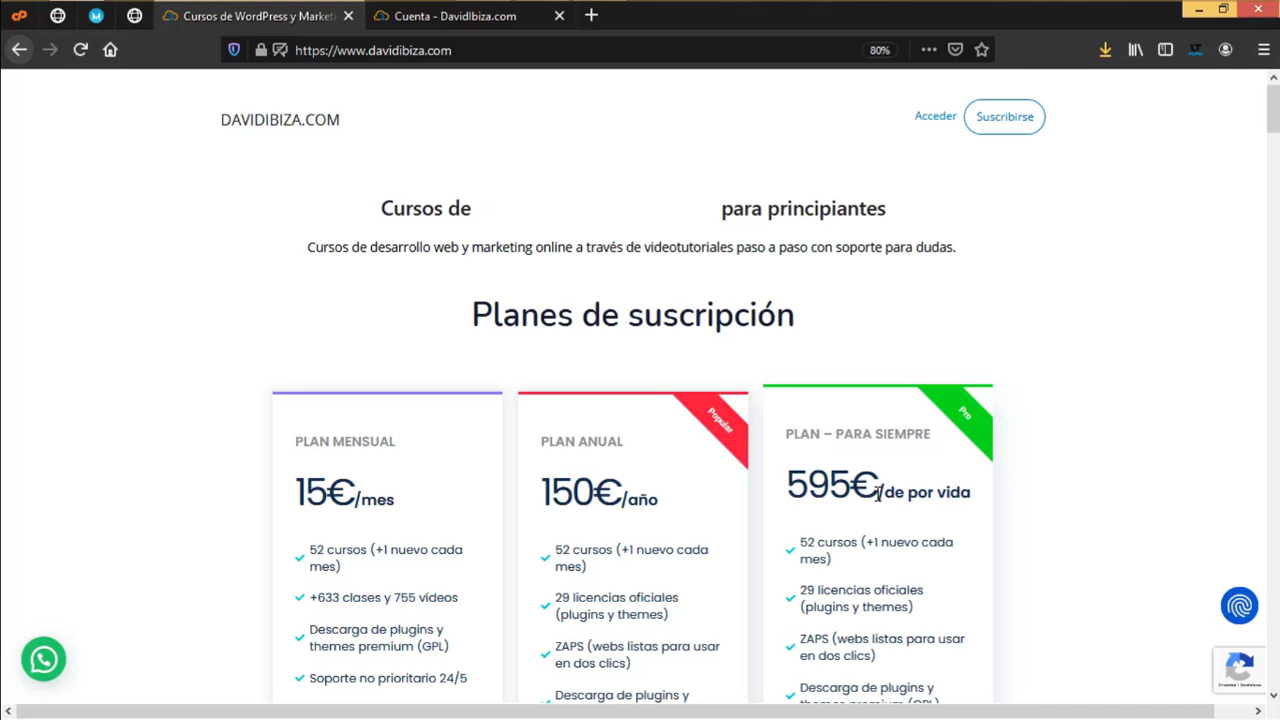 Cursos de WordPress y Marketi
Cuenta - DavidIbiza.com
https://www.davidibiza.com
80%
DAVIDIBIZA.COM
Acceder
Suscribirse
Cursos de para principiantes
Cursos de desarrollo web y marketing online a través de videotutoriales paso a paso con soporte para dudas.
Planes de suscripción
PLAN MENSUAL
15€/mes
52 cursos (+1 nuevo cada
mes)
+633 clases y 755 vídeos
Descarga de plugins y
themes premium (GPL)
Soporte no prioritario 24/5
Popular
PLAN ANUAL
150€/año
52 cursos (+1 nuevo cada
mes)
29 licencias oficiales
(plugins y themes)
ZAPS (webs listas para usar
en dos clics)
Descarga de plugins y
Pro
PLAN – PARA SIEMPRE
595€/de por vida
52 cursos (+1 nuevo cada
mes)
29 licencias oficiales
(plugins y themes)
ZAPS (webs listas para usar
en dos clics)
Descarga de plugins y
themes premium (GPL)